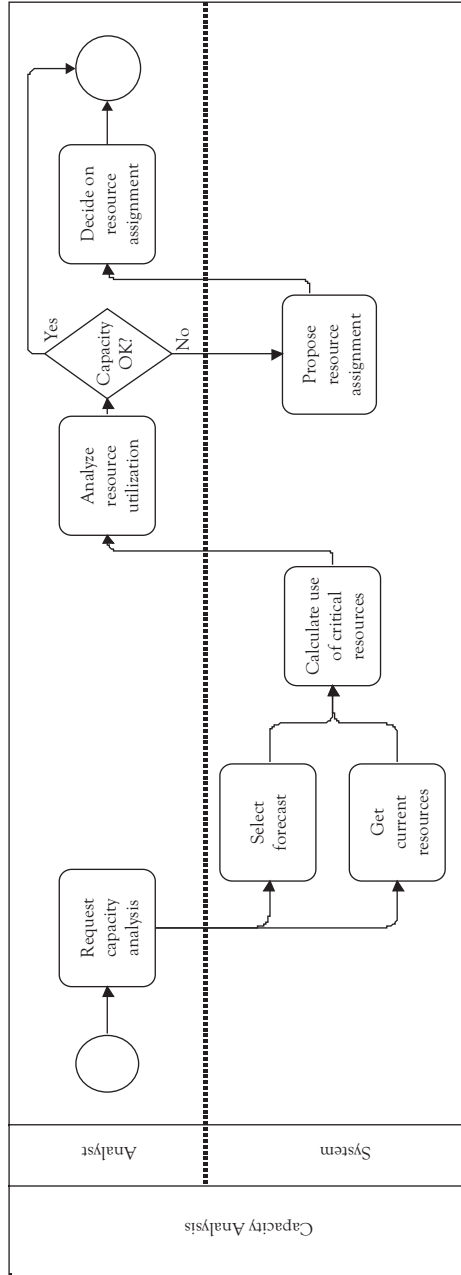 Capacity Analysis
Analyst
System
Request
capacity
analysis
Select
forecast
Get
current
resources
Calculate use
of critical
resources
Analyze
resource
utilization
Capacity
OK?
Yes
No
Propose
resource
assignment
Decide on
resource
assignment